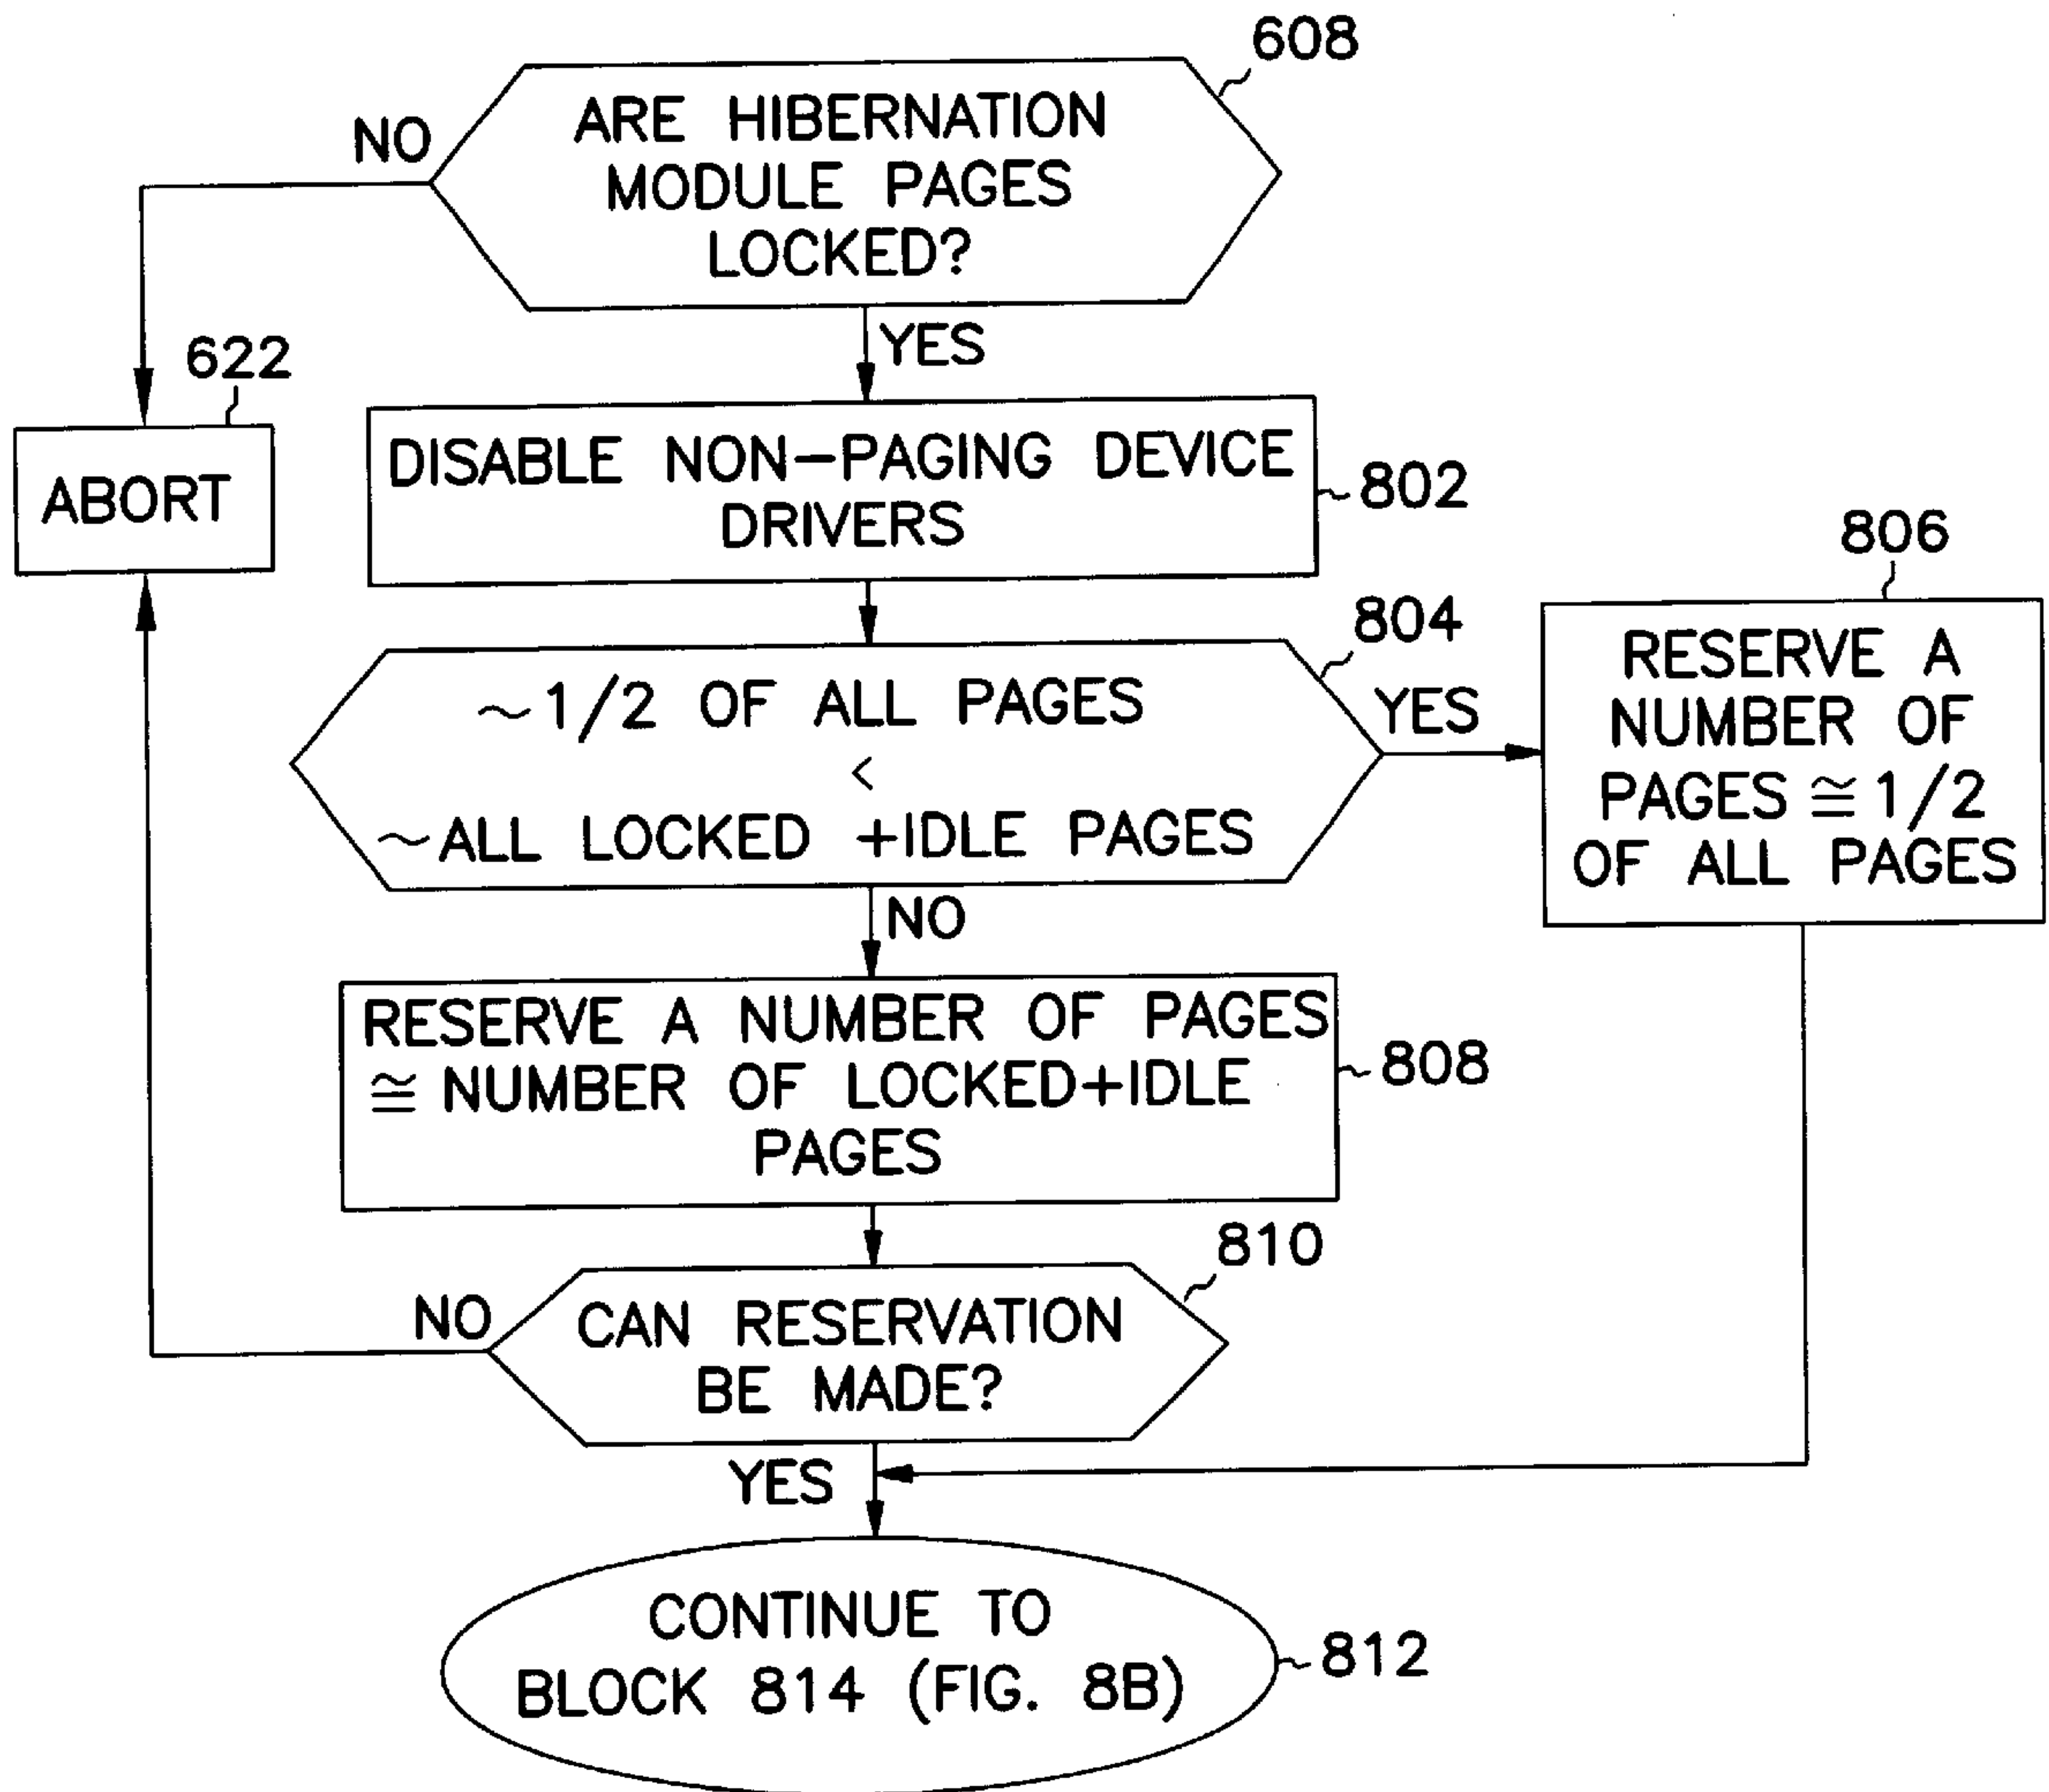 608
ARE HIBERNATION
MODULE PAGES
LOCKED?
NO
YES
622
ABORT
DISABLE NON-PAGING DEVICE
DRIVERS
802
804
~1/2 OF ALL PAGES
<
~ALL LOCKED +IDLE PAGES
YES
NO
806
RESERVE A
NUMBER OF
PAGES ≅ 1/2
OF ALL PAGES
RESERVE A NUMBER OF PAGES
≅ NUMBER OF LOCKED+IDLE
PAGES
808
810
CAN RESERVATION
BE MADE?
NO
YES
CONTINUE TO
BLOCK 814 (FIG. 8B)
812